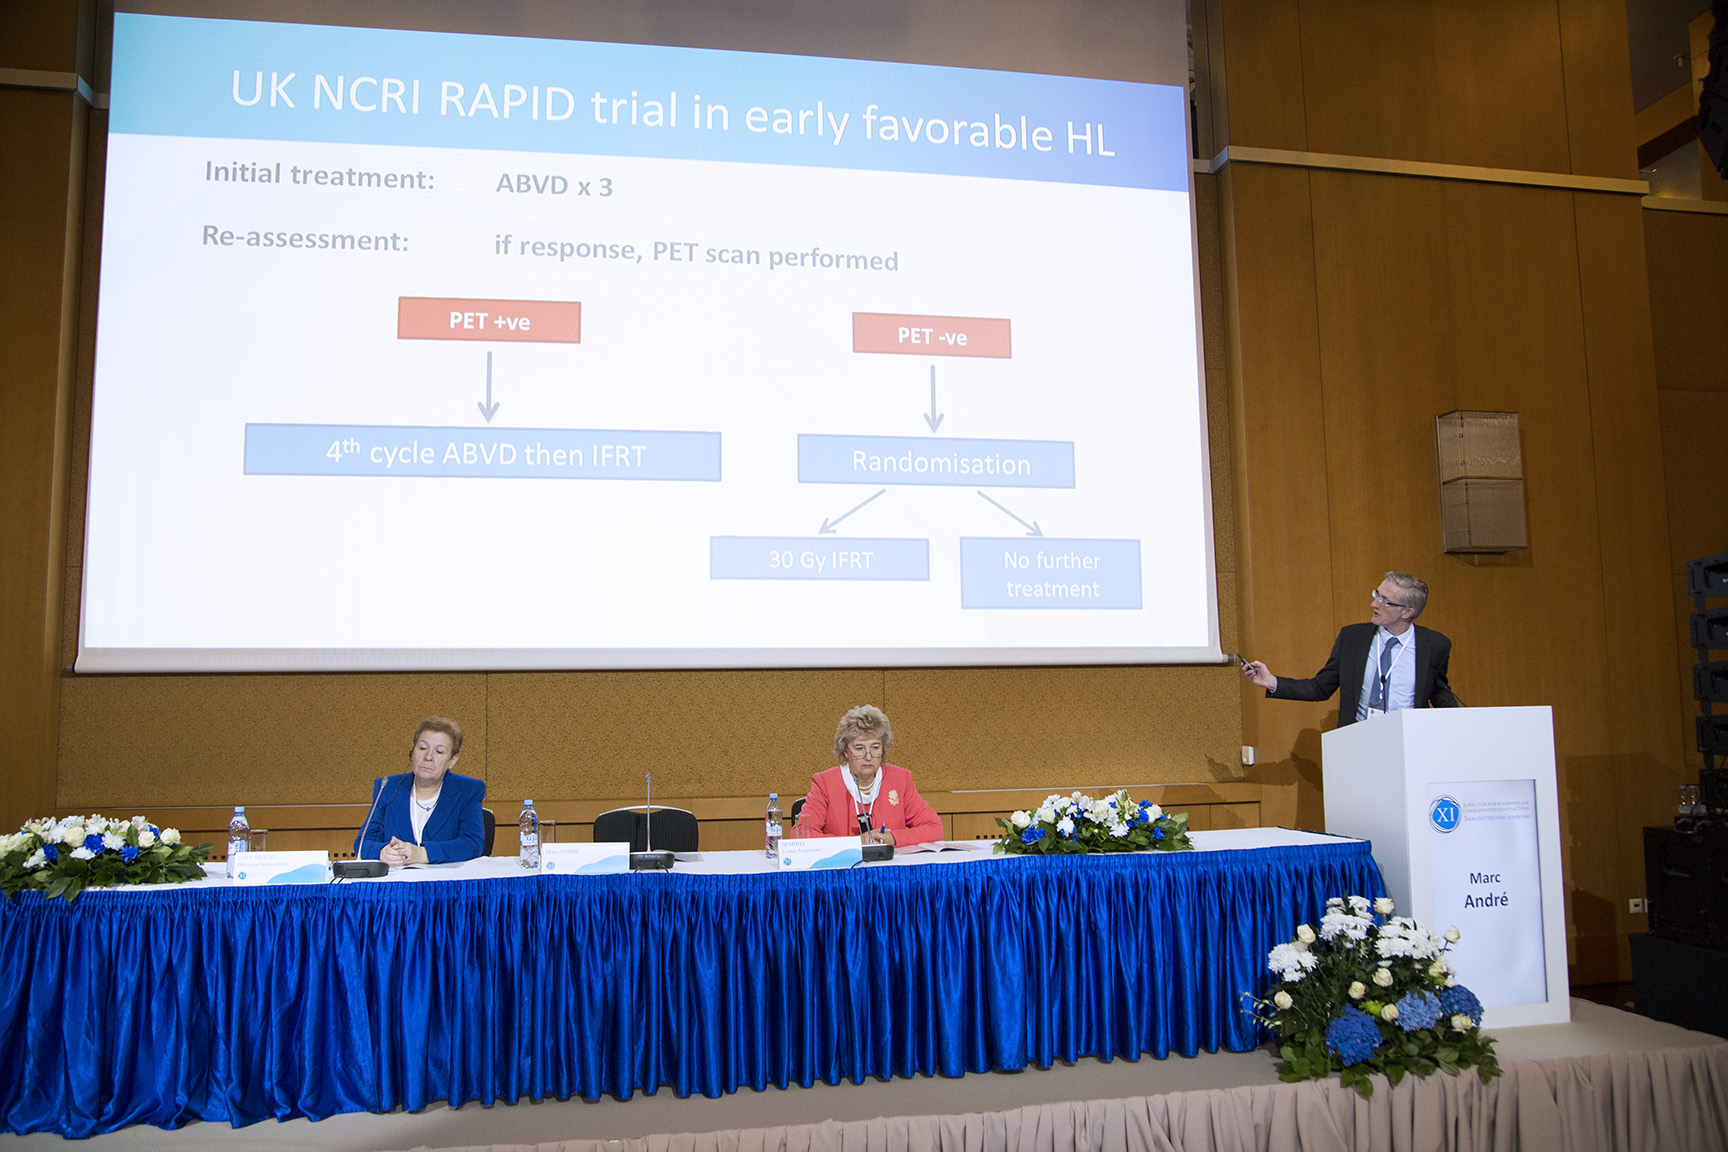 UK NCRI RAPID trial in early favorable HL
Initial treatment: ABVD x 3
Re-assessment: if response, PET scan performed
PET +ve
PET -ve
4th cycle ABVD then IFRT
Randomisation
30 Gy IFRT
No further
treatment
XI
Marc
André
Marc ANDRÉ